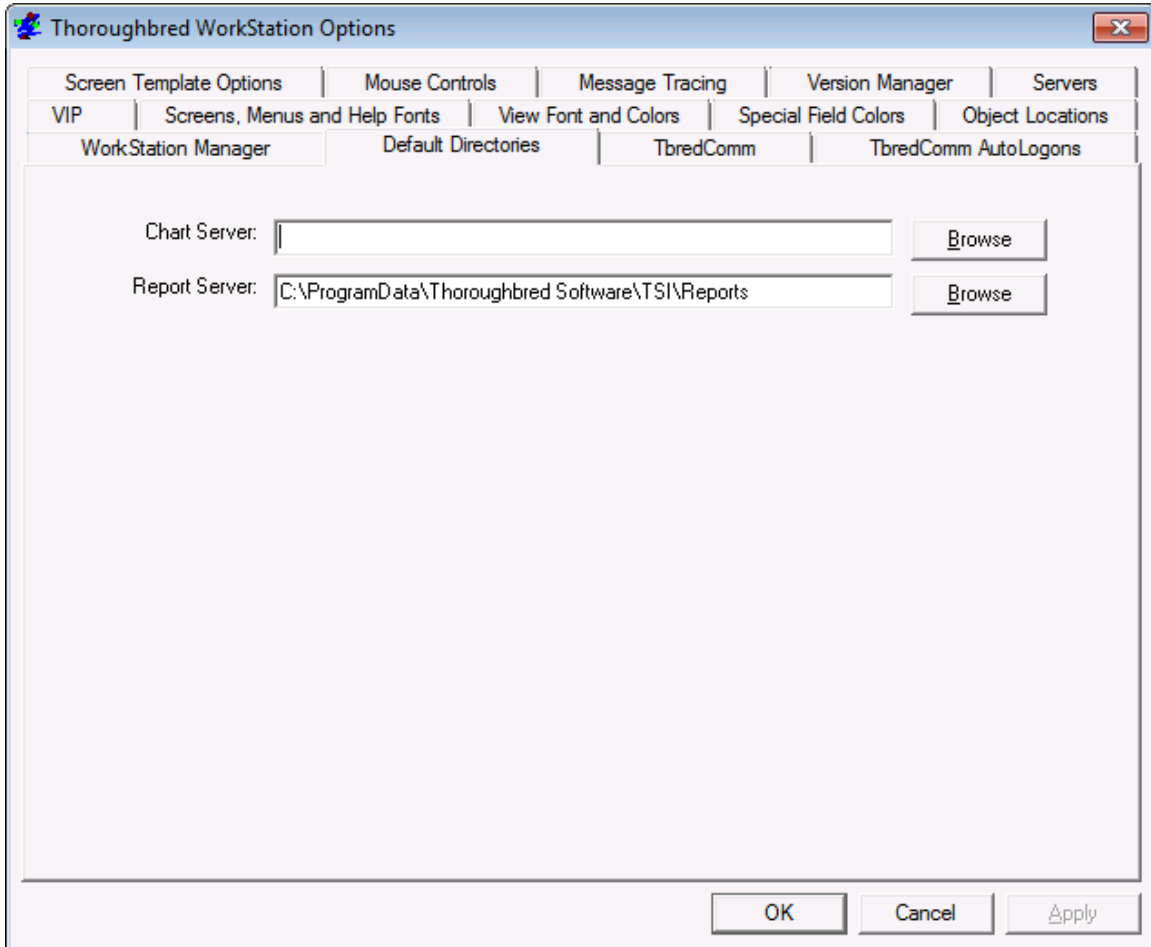 Thoroughbred WorkStation Options
Screen Template Options Mouse Controls Message Tracing Version Manager Servers
VIP Screens, Menus and Help Fonts View Font and Colors Special Field Colors Object Locations
WorkStation Manager Default Directories TbredComm TbredComm AutoLogons
Chart Server: Browse
Report Server: C:\ProgramData\Thoroughbred Software\TSI\Reports Browse
OK Cancel Apply